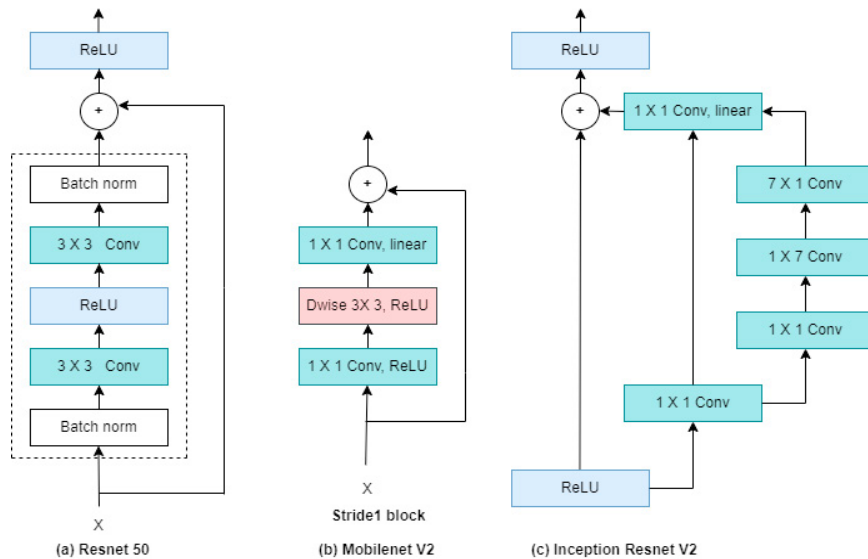 ReLU
+
Batch norm
3 X 3 Conv
ReLU
3 X 3 Conv
Batch norm
X
(a) Resnet 50
+
1 X 1 Conv, linear
Dwise 3X 3, ReLU
1 X 1 Conv, ReLU
X
Stride1 block
(b) Mobilenet V2
ReLU
+
1 X 1 Conv, linear
7 X 1 Conv
1 X 7 Conv
1 X 1 Conv
1 X 1 Conv
ReLU
(c) Inception Resnet V2